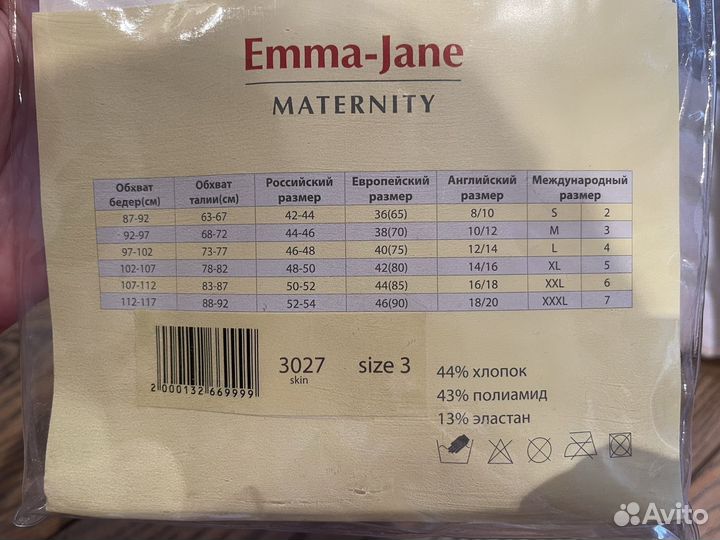 Emma-Jane
MATERNITY
Обхват бедер(см) Обхват талии(см) Российский размер Европейский размер Английский размер Международный размер
87-92 63-67 42-44 36(65) 8/10 S 2
92-97 68-72 44-46 38(70) 10/12 M 3
97-102 73-77 46-48 40(75) 12/14 L 4
102-107 78-82 48-50 42(80) 14/16 XL 5
107-112 83-87 50-52 44(85) 16/18 XXL 6
112-117 88-92 52-54 46(90) 18/20 XXXL 7
3027 size 3
skin
2 000132 669999
44% хлопок
43% полиамид
13% эластан
Avito